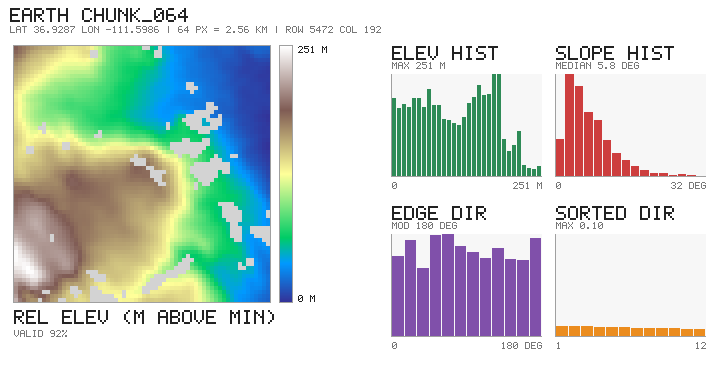 EARTH CHUNK_064
LAT 36.9287 LON -111.5986 | 64 PX = 2.56 KM | ROW 5472 COL 192
251 M
0 M
REL ELEV (M ABOVE MIN)
VALID 92%
ELEV HIST
MAX 251 M
0 251 M
SLOPE HIST
MEDIAN 5.8 DEG
0 32 DEG
EDGE DIR
MOD 180 DEG
0 180 DEG
SORTED DIR
MAX 0.10
1 12